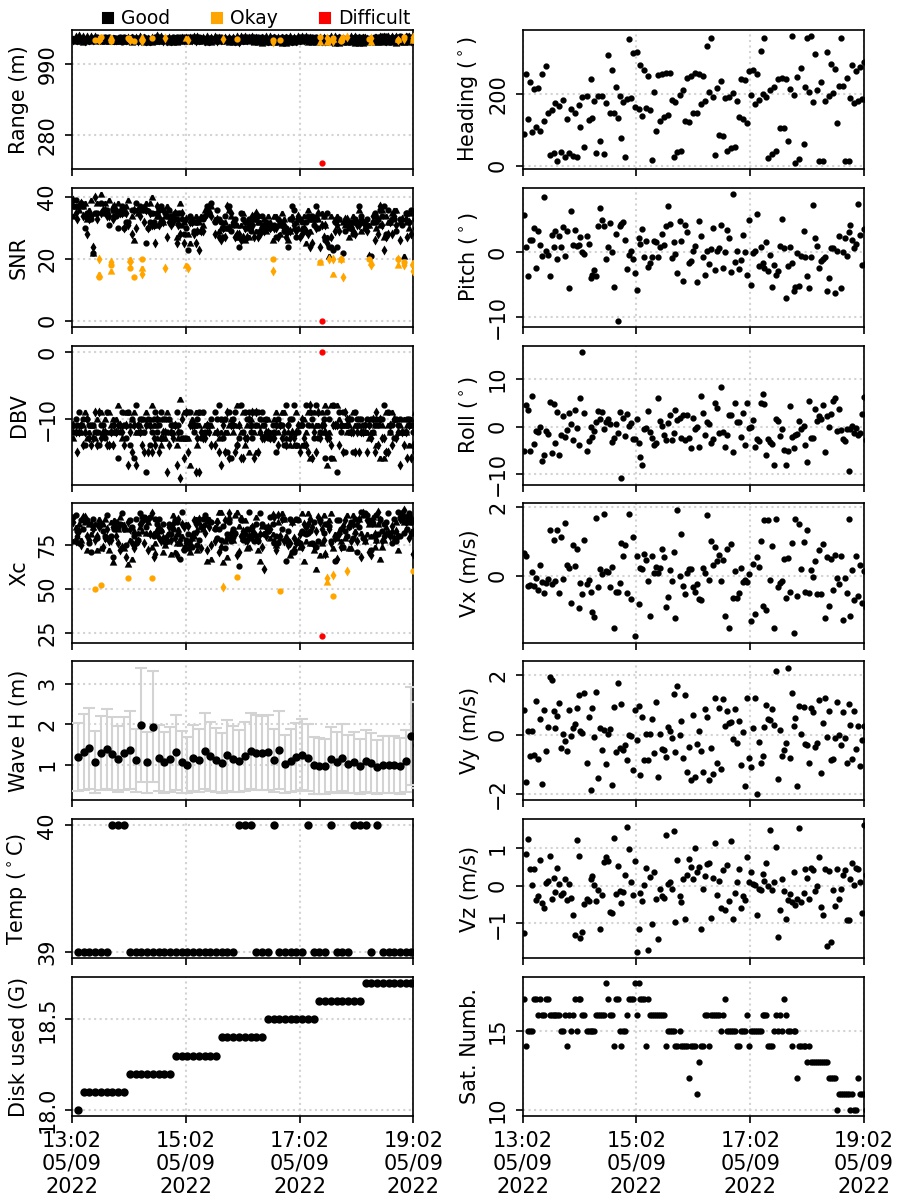 Good Okay Difficult
Range (m)
990
280
Heading (°)
200
0
SNR
40
20
0
Pitch (°)
0
−10
DBV
0
−10
Roll (°)
10
0
−10
Xc
75
50
25
Vx (m/s)
2
0
Wave H (m)
3
2
1
Vy (m/s)
2
0
−2
Temp (°C)
40
39
Vz (m/s)
1
0
−1
Disk used (G)
18.5
18.0
Sat. Numb.
15
10
13:02 15:02 17:02 19:02
05/09 05/09 05/09 05/09
2022 2022 2022 2022
13:02 15:02 17:02 19:02
05/09 05/09 05/09 05/09
2022 2022 2022 2022